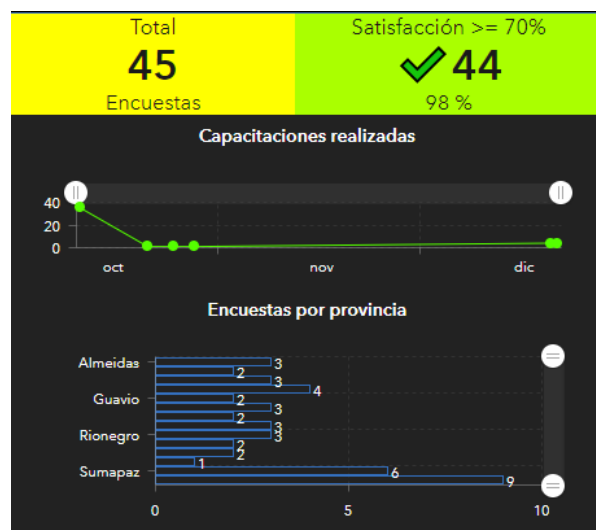 Total
45
Encuestas
Satisfacción >= 70%
44
98 %
Capacitaciones realizadas
40
20
0
oct nov dic
Encuestas por provincia
Almeidas
Guavio
Rionegro
Sumapaz
3
2
3
4
2
3
2
3
3
2
2
1
6
9
0 5 10